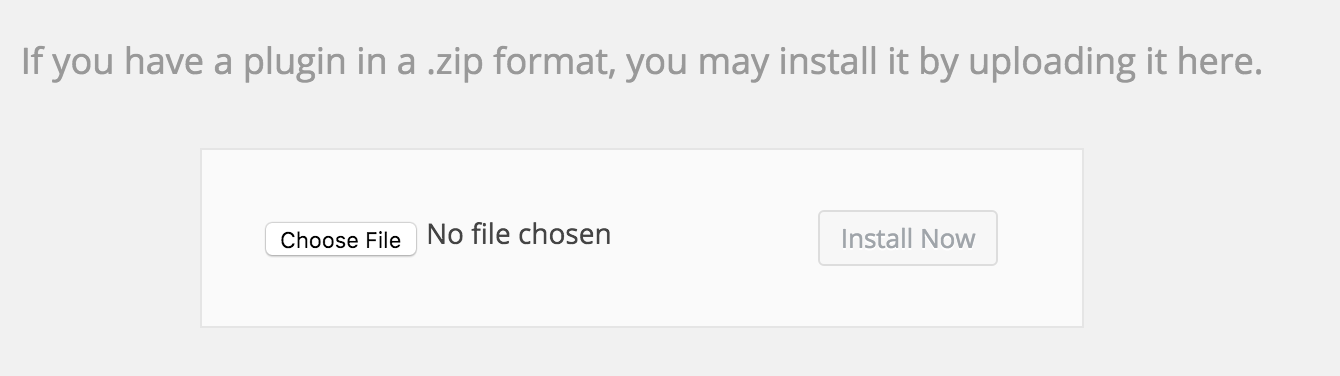 If you have a plugin in a .zip format, you may install it by uploading it here.
Choose File No file chosen Install Now